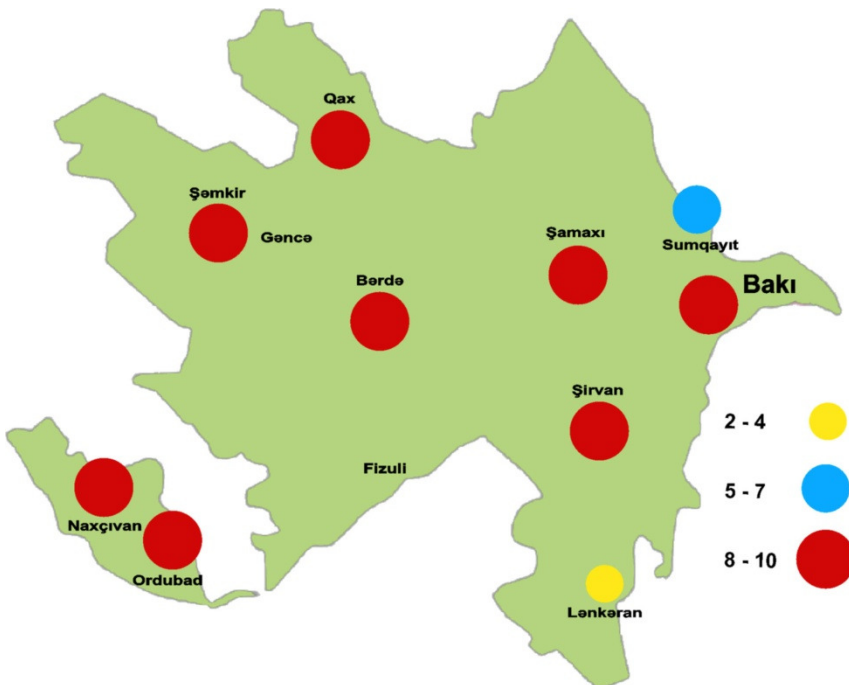 Qax
Şəmkir
Gəncə
Şamaxı
Sumqayıt
Bərdə
Bakı
Şirvan
2 - 4
Fizuli
5 - 7
Naxçıvan
8 - 10
Ordubad
Lənkəran